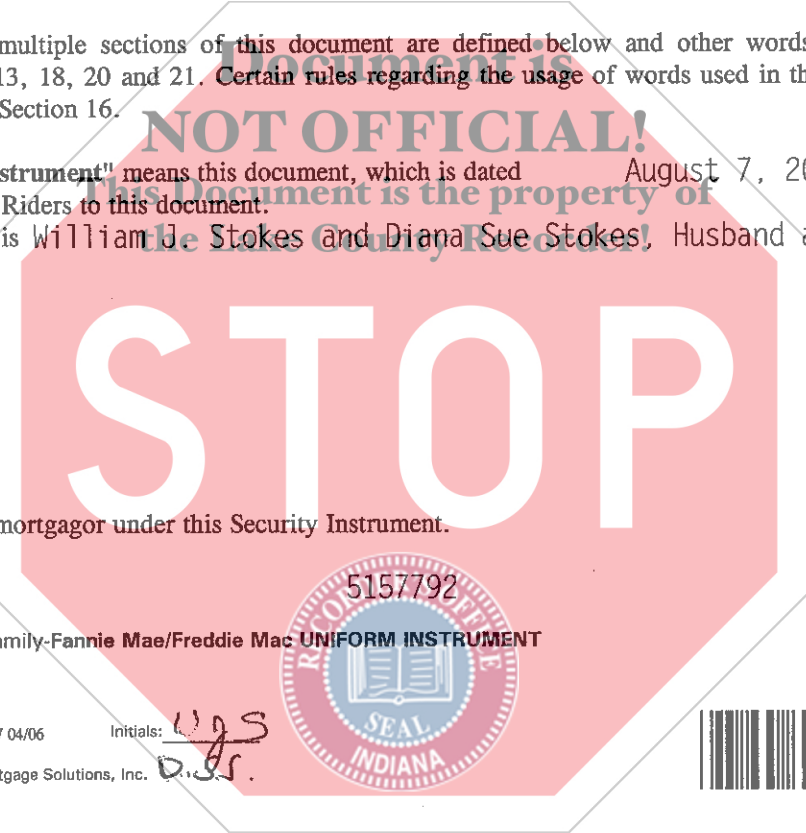 multiple sections of this document are defined below and other words
13, 18, 20 and 21. Certain rules regarding the usage of words used in th
Section 16.
Document is
NOT OFFICIAL!
This Document is the property of
the Lake County Recorder!
strument" means this document, which is dated August 7, 20
Riders to this document.
is William J. Stokes and Diana Sue Stokes, Husband a
STOP
mortgagor under this Security Instrument.
5157792
amily-Fannie Mae/Freddie Mac UNIFORM INSTRUMENT
RECORDER'S OFFICE
SEAL
INDIANA
04/06 Initials: WJS
tgage Solutions, Inc. D.S.S.